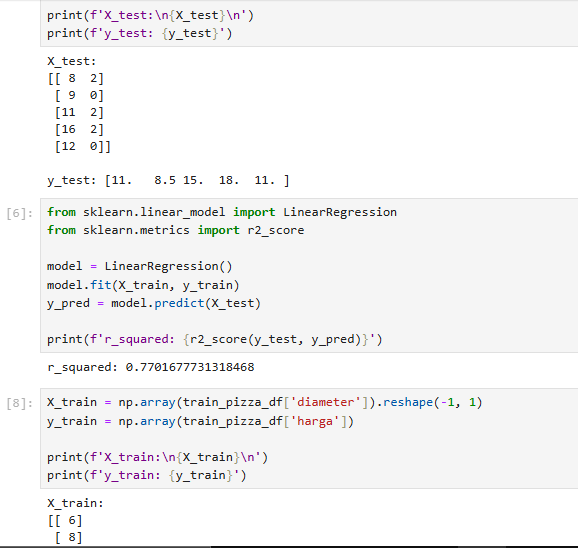 print(f'X_test:\n{X_test}\n')
print(f'y_test: {y_test}')
X_test:
[[ 8  2]
 [ 9  0]
 [11  2]
 [16  2]
 [12  0]]
y_test: [11.   8.5 15.  18.  11. ]
[6]:
from sklearn.linear_model import LinearRegression
from sklearn.metrics import r2_score
model = LinearRegression()
model.fit(X_train, y_train)
y_pred = model.predict(X_test)
print(f'r_squared: {r2_score(y_test, y_pred)}')
r_squared: 0.7701677731318468
[8]:
X_train = np.array(train_pizza_df['diameter']).reshape(-1, 1)
y_train = np.array(train_pizza_df['harga'])
print(f'X_train:\n{X_train}\n')
print(f'y_train: {y_train}')
X_train:
[[ 6]
 [ 8]